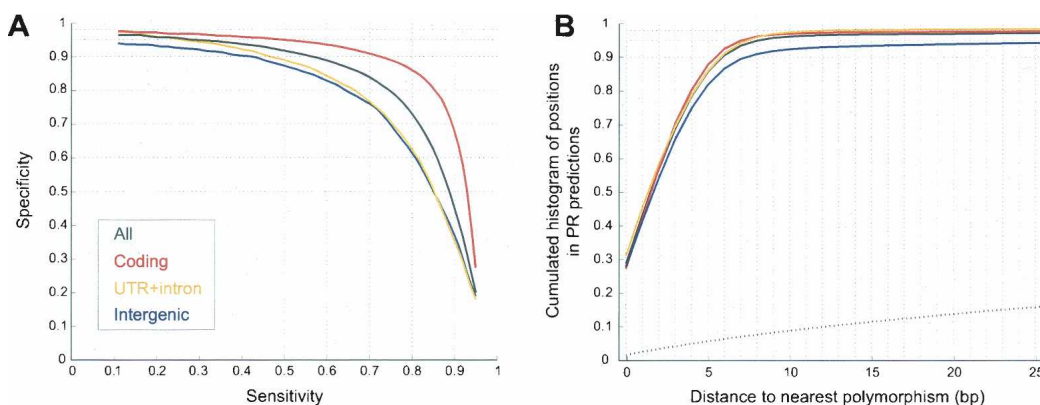 A
Specificity
1
0.9
0.8
0.7
0.6
0.5
0.4
0.3
0.2
0.1
0
All
Coding
UTR+intron
Intergenic
0 0.1 0.2 0.3 0.4 0.5 0.6 0.7 0.8 0.9 1
Sensitivity
B
Cumulated histogram of positions
in PR predictions
1
0.9
0.8
0.7
0.6
0.5
0.4
0.3
0.2
0.1
0
0 5 10 15 20 25
Distance to nearest polymorphism (bp)